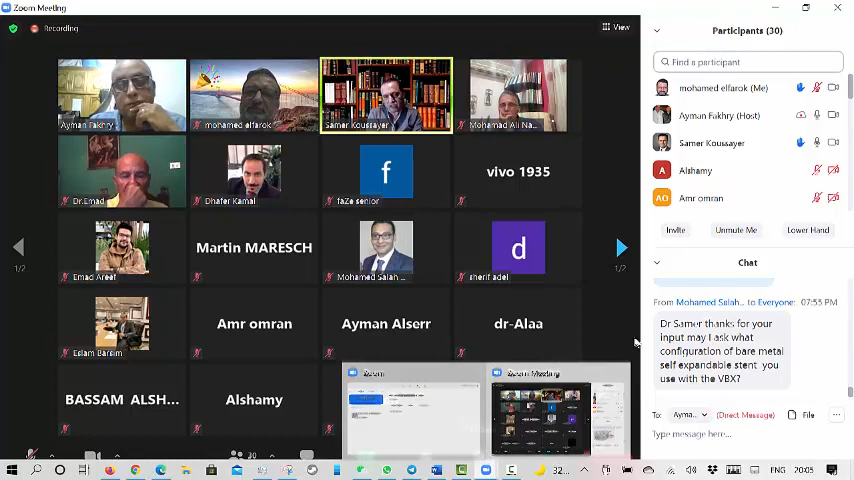 Zoom Meeting
Recording
View
Participants (30)
Find a participant
mohamed elfarok (Me)
Ayman Fakhry (Host)
Samer Koussayer
A Alshamy
AO Amr omran
Invite Unmute Me Lower Hand
Ayman Fakhry
mohamed elfarok
Samer Koussayer
Mohamad Ali Na...
Dr.Emad
Dhafer Kamal
f
faZe senior
vivo 1935
Emad Areef
Martin MARESCH
Mohamed Salah ...
d
sherif adel
1/2
1/2
Eslam Barsim
Amr omran
Ayman Alserr
dr-Alaa
BASSAM ALSH...
Alshamy
Zoom
Zoom Meeting
Chat
From Mohamed Salah... to Everyone: 07:53 PM
Dr Samer thanks for your
input may I ask what
configuration of bare metal
self expandable stent you
use with the VBX?
To: Ayma... (Direct Message) File
Type message here...
30
32...
ENG
20:05